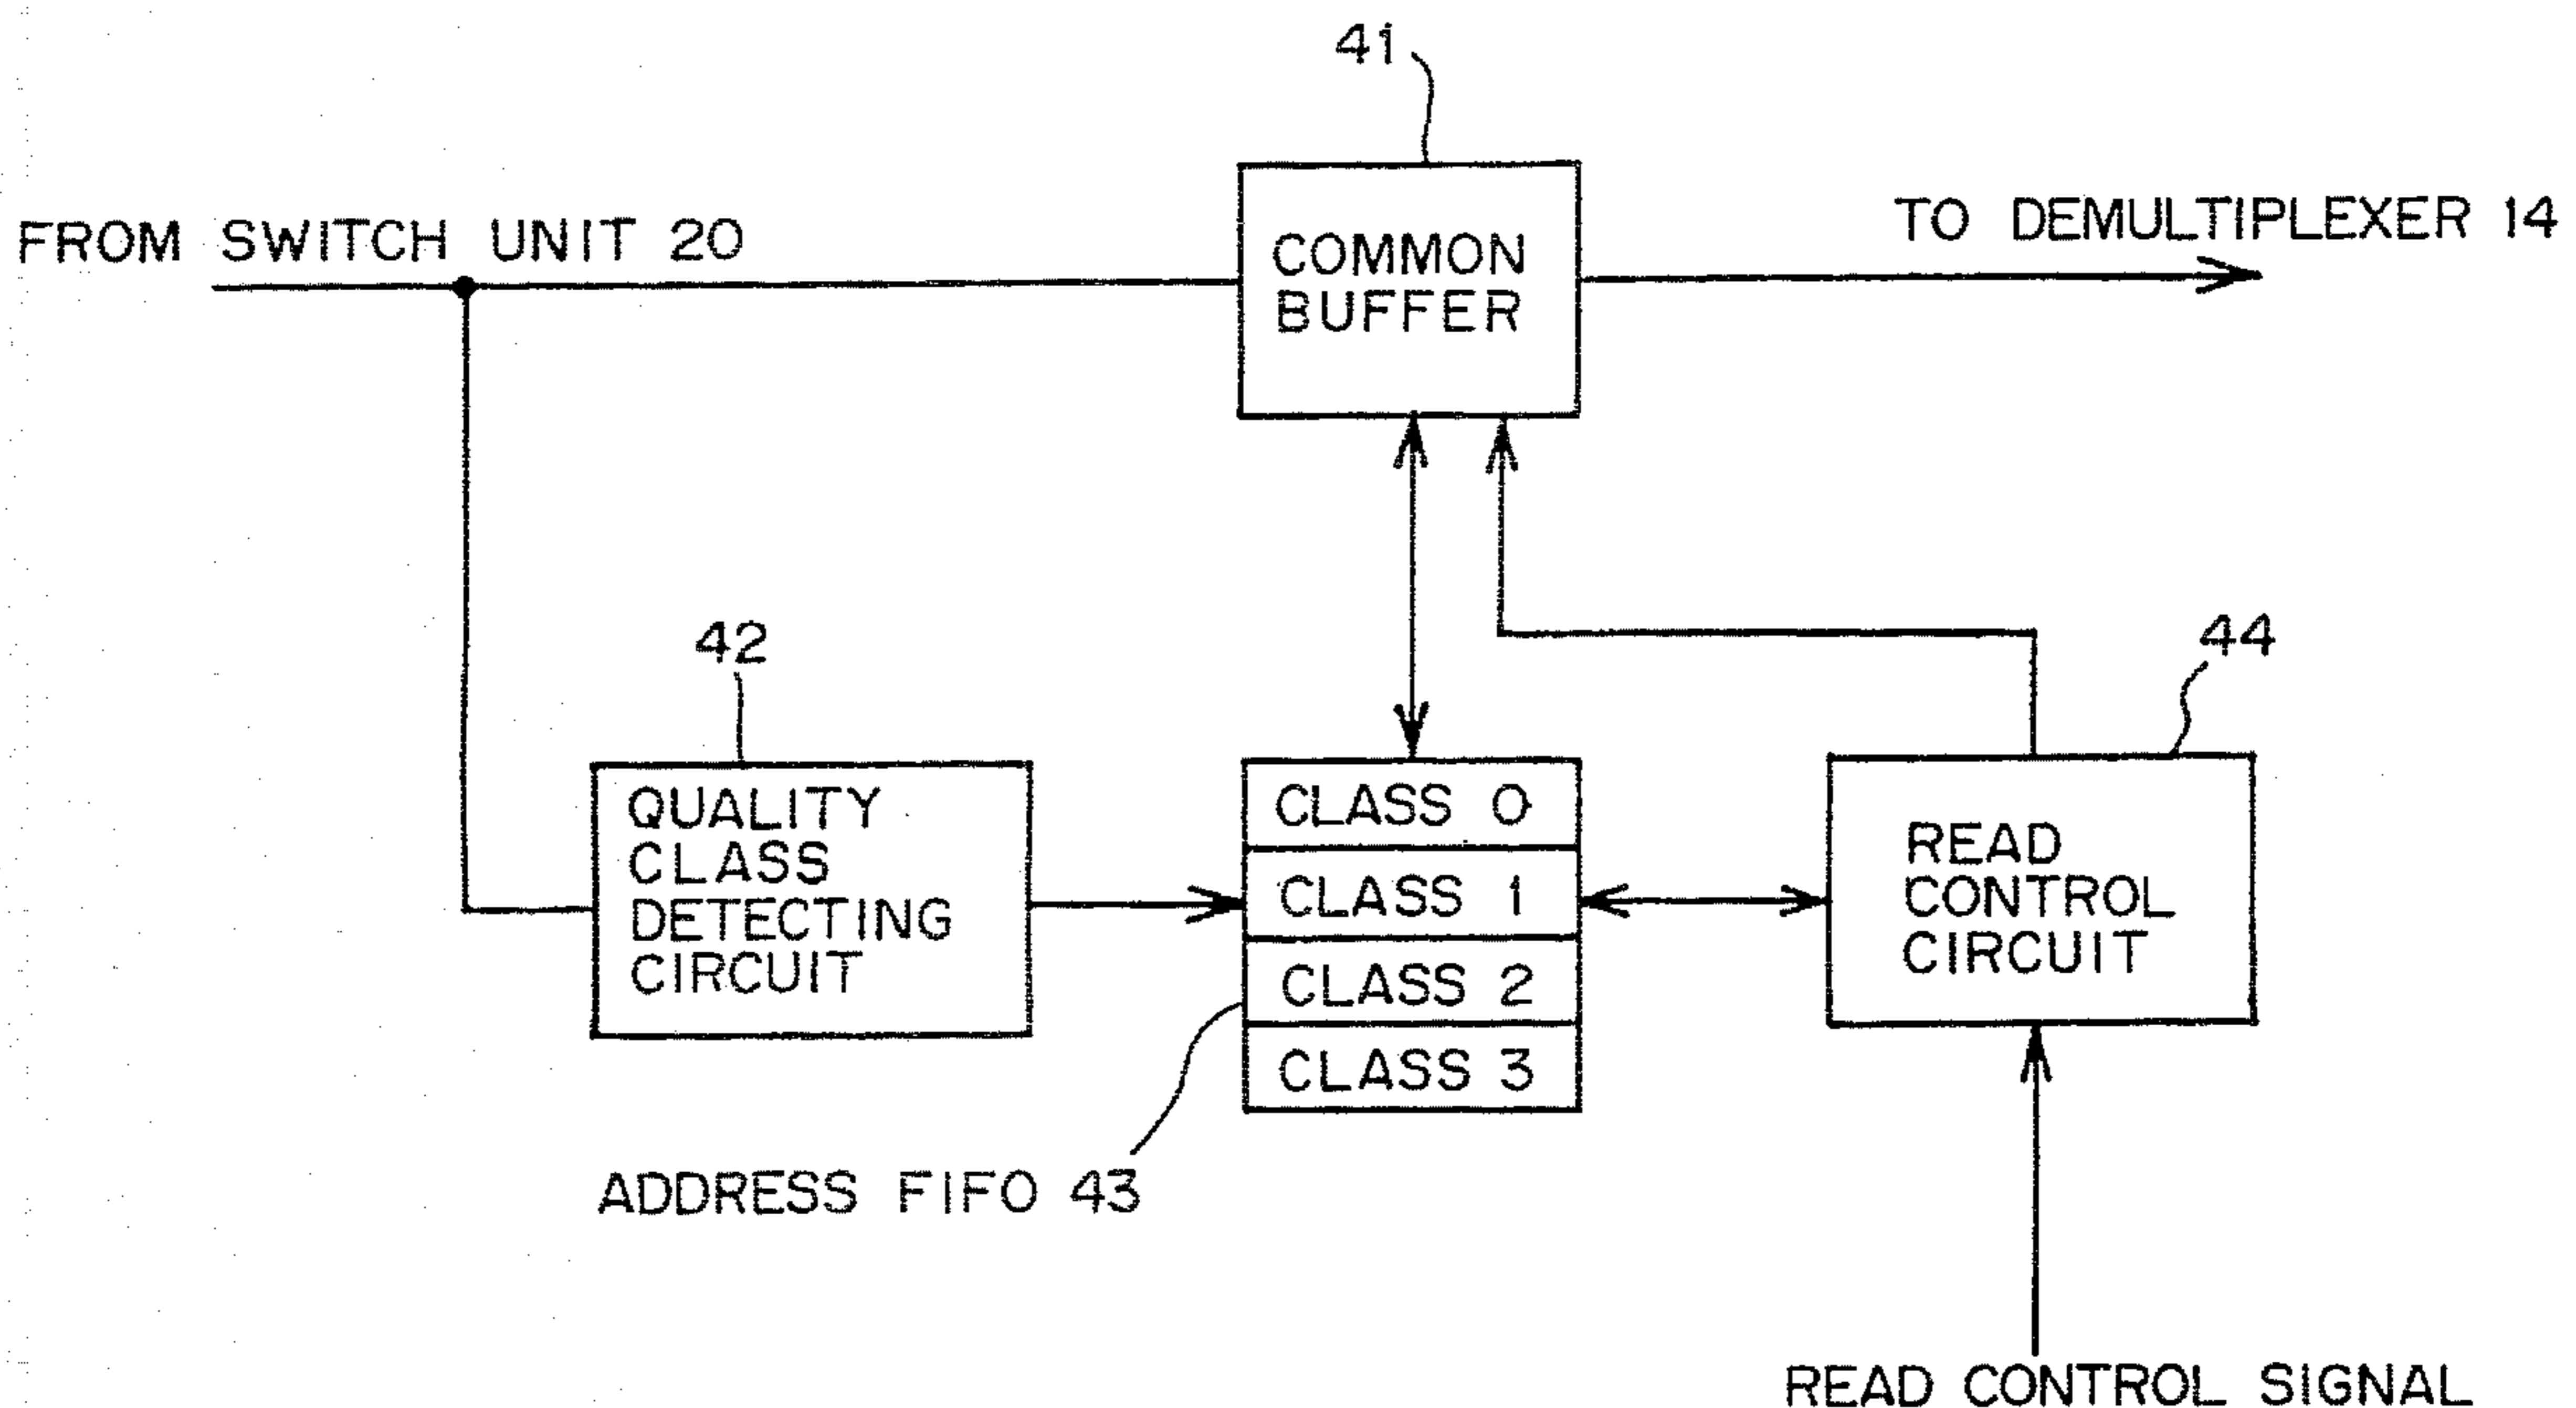 41
FROM SWITCH UNIT 20
TO DEMULTIPLEXER 14
COMMON
BUFFER
42
44
QUALITY
CLASS
DETECTING
CIRCUIT
CLASS 0
CLASS 1
CLASS 2
CLASS 3
READ
CONTROL
CIRCUIT
ADDRESS FIFO 43
READ CONTROL SIGNAL